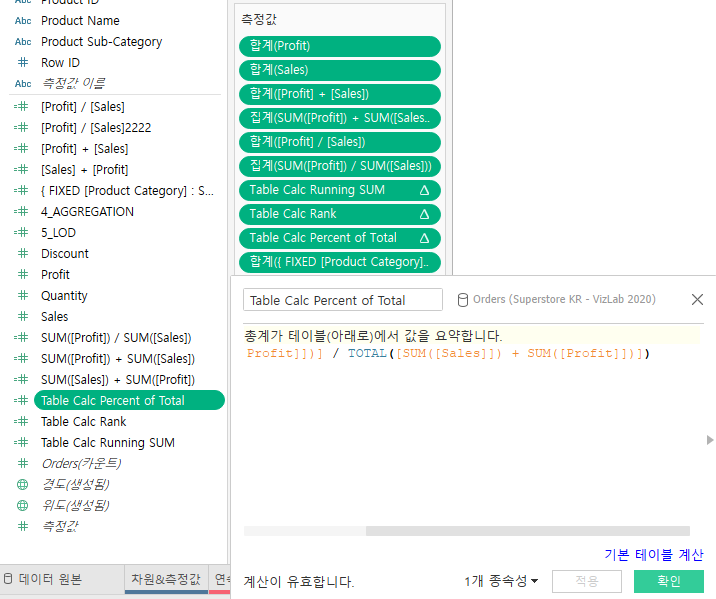 Abc Product ID
Abc Product Name
Abc Product Sub-Category
# Row ID
Abc 측정값 이름
=# [Profit] / [Sales]
=# [Profit] / [Sales]2222
=# [Profit] + [Sales]
=# [Sales] + [Profit]
=# { FIXED [Product Category] : S...
=# 4_AGGREGATION
=# 5_LOD
# Discount
# Profit
# Quantity
# Sales
=# SUM([Profit]) / SUM([Sales])
=# SUM([Profit]) + SUM([Sales])
=# SUM([Sales]) + SUM([Profit])
=# Table Calc Percent of Total
=# Table Calc Rank
=# Table Calc Running SUM
# Orders(카운트)
경도(생성됨)
위도(생성됨)
# 측정값
데이터 원본
차원&측정값
연속
측정값
합계(Profit)
합계(Sales)
합계([Profit] + [Sales])
집계(SUM([Profit]) + SUM([Sales..
합계([Profit] / [Sales])
집계(SUM([Profit]) / SUM([Sales]))
Table Calc Running SUM Δ
Table Calc Rank Δ
Table Calc Percent of Total Δ
합계({ FIXED [Product Category]..
Table Calc Percent of Total
Orders (Superstore KR - VizLab 2020)
총계가 테이블(아래로)에서 값을 요약합니다.
Profit]])] / TOTAL([SUM([Sales]]) + SUM([Profit]])])
기본 테이블 계산
계산이 유효합니다.
1개 종속성
적용
확인